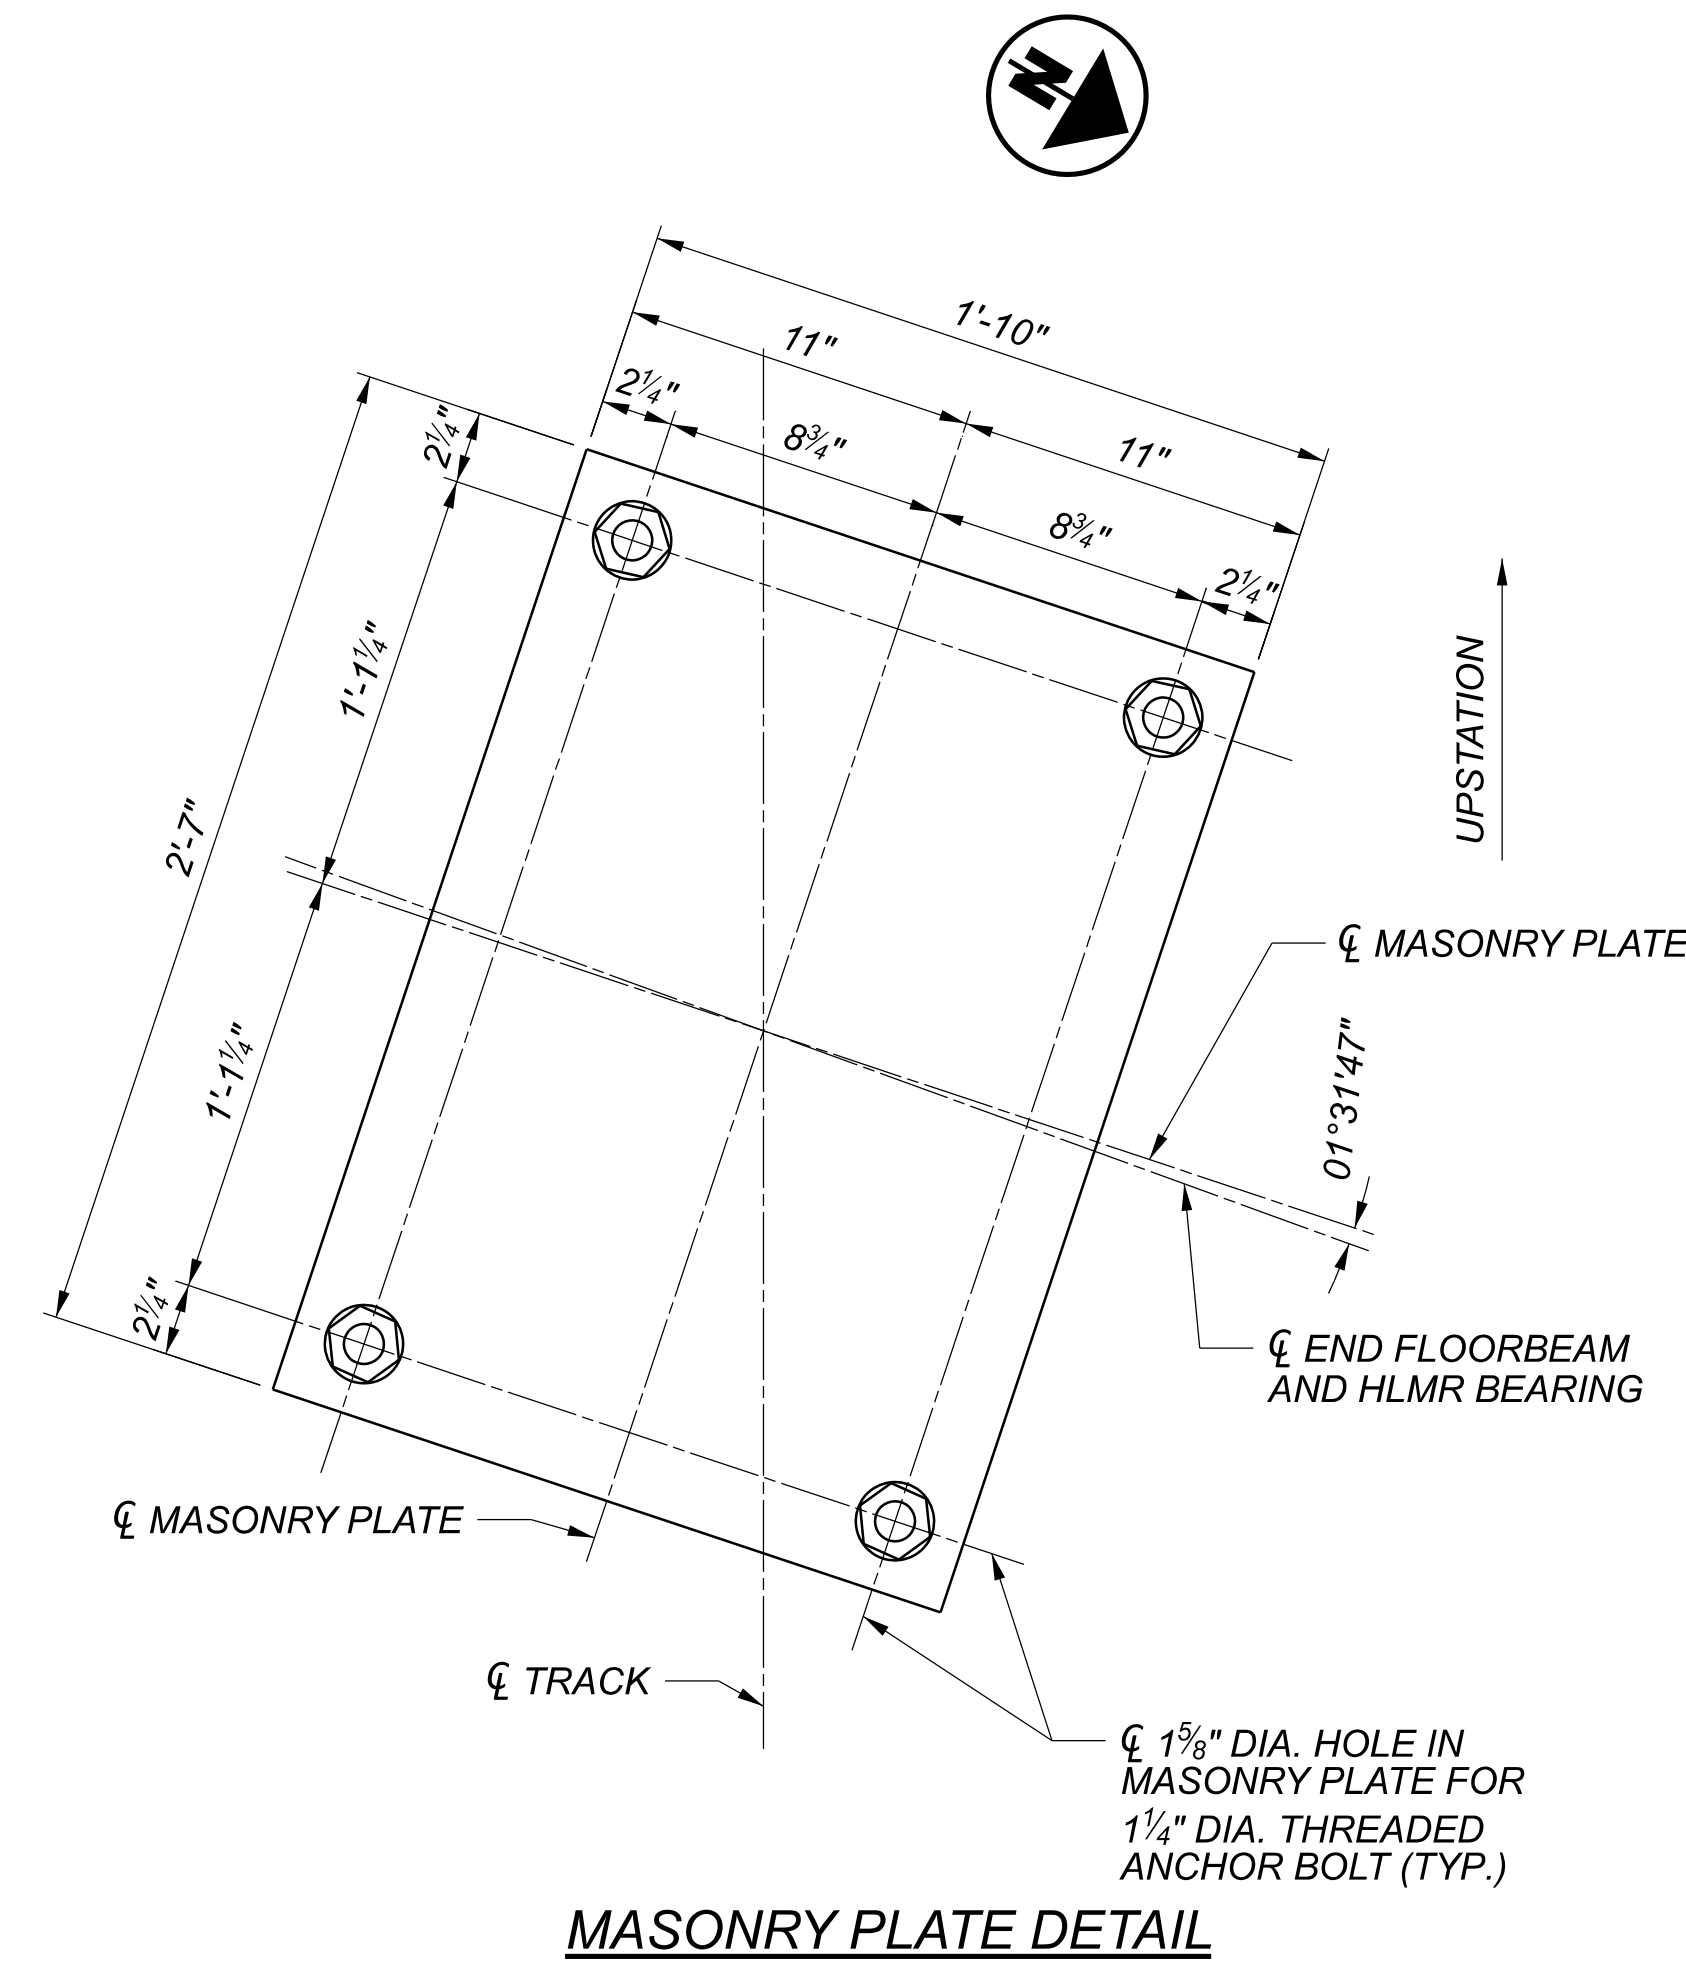 N
1'-10"
11"
11"
2¼"
8¾"
8¾"
2¼"
2¼"
1'-1¼"
2'-7"
1'-1¼"
2¼"
UPSTATION
℄ MASONRY PLATE
01°31'47"
℄ END FLOORBEAM
AND HLMR BEARING
℄ MASONRY PLATE
℄ TRACK
℄ 1⅝" DIA. HOLE IN
MASONRY PLATE FOR
1¼" DIA. THREADED
ANCHOR BOLT (TYP.)
MASONRY PLATE DETAIL